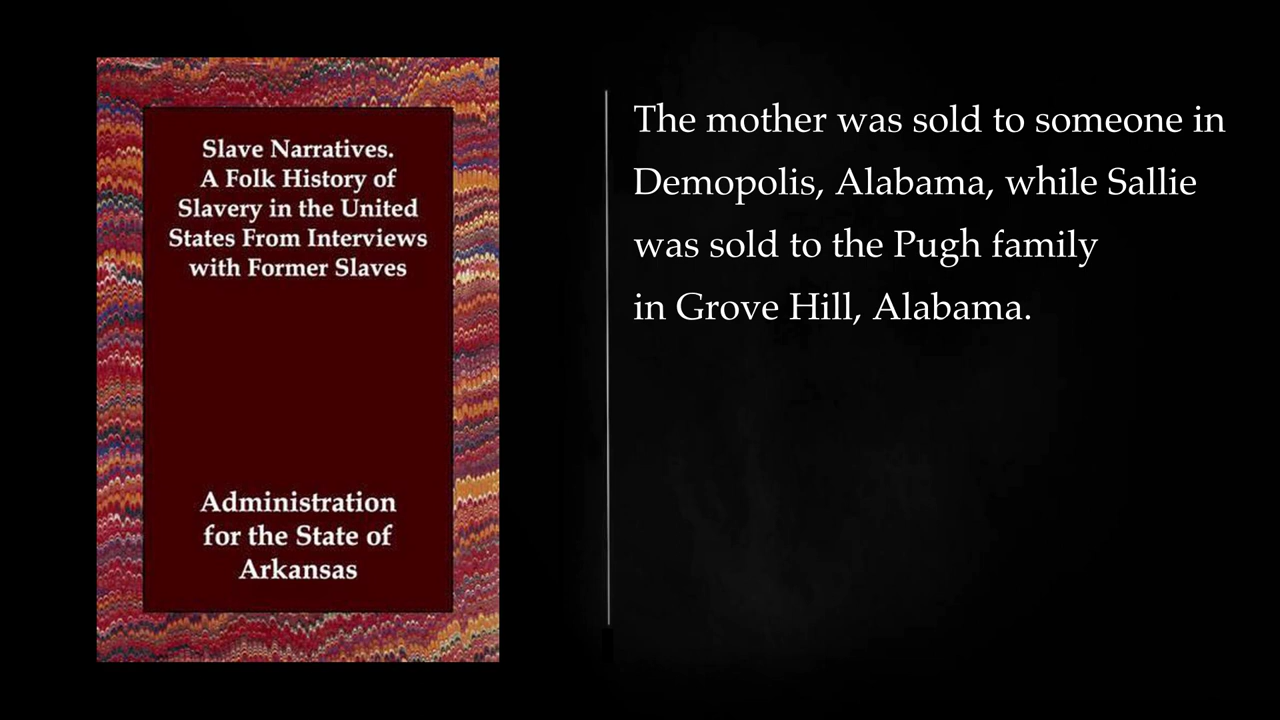 Slave Narratives.
A Folk History of
Slavery in the United
States From Interviews
with Former Slaves
Administration
for the State of
Arkansas
The mother was sold to someone in
Demopolis, Alabama, while Sallie
was sold to the Pugh family
in Grove Hill, Alabama.